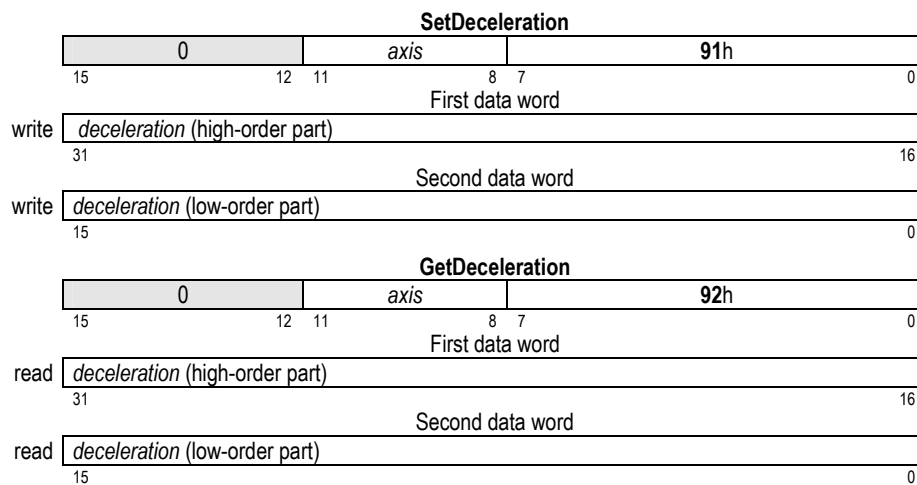 SetDeceleration
0 axis 91h
15 12 11 8 7 0
First data word
write deceleration (high-order part)
31 16
Second data word
write deceleration (low-order part)
15 0
GetDeceleration
0 axis 92h
15 12 11 8 7 0
First data word
read deceleration (high-order part)
31 16
Second data word
read deceleration (low-order part)
15 0